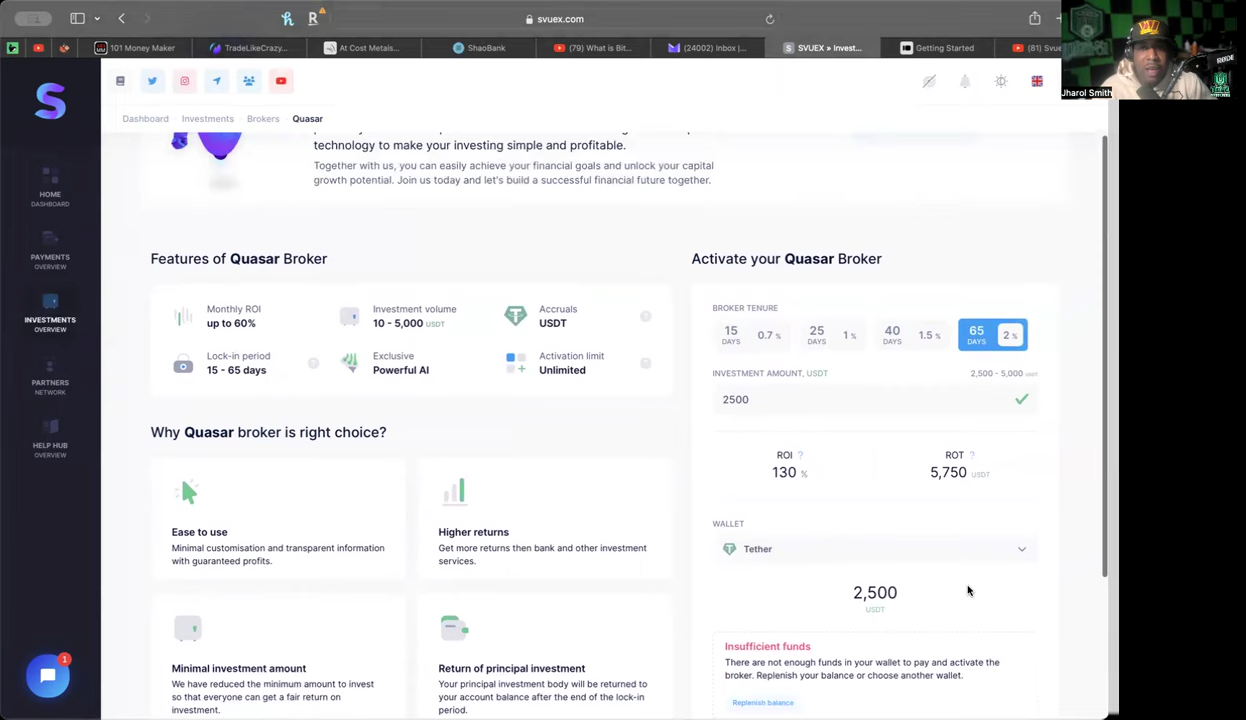 svuex.com
101 Money Maker
TradeLikeCrazy...
At Cost Metals...
ShaoBank
(79) What is Bit...
(24002) Inbox |...
SVUEX » Invest...
Getting Started
(81) Svue
RØDE
Jharol Smith
Dashboard
Investments
Brokers
Quasar
technology to make your investing simple and profitable.
Together with us, you can easily achieve your financial goals and unlock your capital
growth potential. Join us today and let's build a successful financial future together.
HOME
DASHBOARD
PAYMENTS
OVERVIEW
INVESTMENTS
OVERVIEW
PARTNERS
NETWORK
HELP HUB
OVERVIEW
1
Features of Quasar Broker
Monthly ROI
up to 60%
Investment volume
10 - 5,000 USDT
Accruals
USDT
Lock-in period
15 - 65 days
Exclusive
Powerful AI
Activation limit
Unlimited
Why Quasar broker is right choice?
Ease to use
Minimal customisation and transparent information
with guaranteed profits.
Higher returns
Get more returns then bank and other investment
services.
Minimal investment amount
We have reduced the minimum amount to invest
so that everyone can get a fair return on
investment.
Return of principal investment
Your principal investment body will be returned to
your account balance after the end of the lock-in
period.
Activate your Quasar Broker
BROKER TENURE
15 DAYS 0.7 %
25 DAYS 1 %
40 DAYS 1.5 %
65 DAYS 2 %
INVESTMENT AMOUNT, USDT
2,500 - 5,000 USDT
2500
ROI ?
130 %
ROT ?
5,750 USDT
WALLET
Tether
2,500
USDT
Insufficient funds
There are not enough funds in your wallet to pay and activate the
broker. Replenish your balance or choose another wallet.
Replenish balance